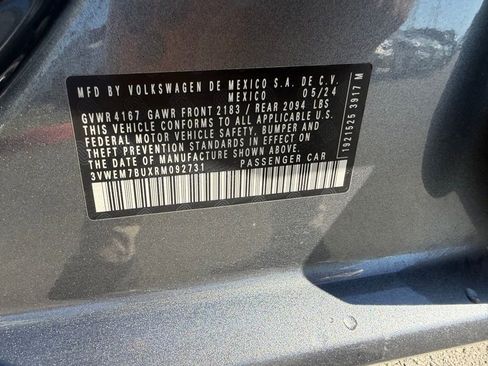 MFD BY VOLKSWAGEN DE MEXICO S.A. DE C.V.
MEXICO 05/24
GVWR 4167 GAWR FRONT 2183 / REAR 2094 LBS
THIS VEHICLE CONFORMS TO ALL APPLICABLE U.S.
FEDERAL MOTOR VEHICLE SAFETY, BUMPER AND
THEFT PREVENTION STANDARDS IN EFFECT ON
THE DATE OF MANUFACTURE SHOWN ABOVE.
3VWEM7BUXRM092731 PASSENGER CAR
1921525 3917 M